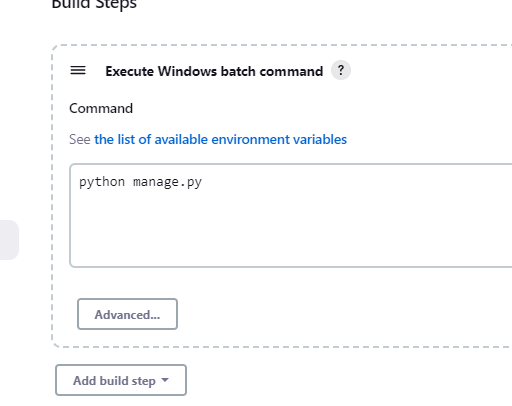 Build Steps
Execute Windows batch command ?
Command
See the list of available environment variables
python manage.py
Advanced...
Add build step